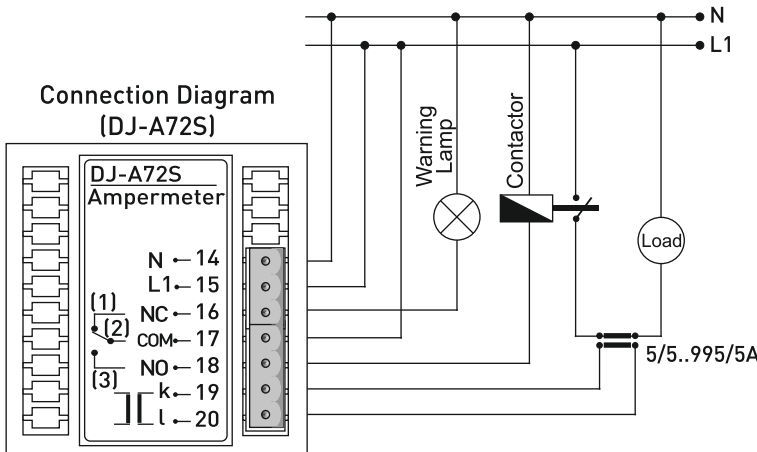 N
L1
Connection Diagram
(DJ-A72S)
Warning
Lamp
Contactor
DJ-A72S
Ampermeter
Load
N 14
L1 15
(1) NC 16
(2) COM 17
(3) NO 18
k 19
l 20
5/5..995/5A